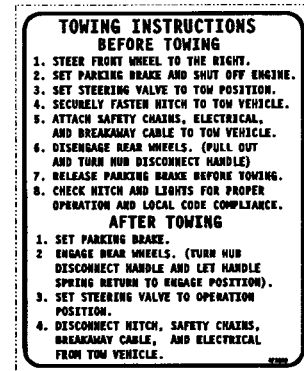 TOWING INSTRUCTIONS
BEFORE TOWING
1. STEER FRONT WHEEL TO THE RIGHT.
2. SET PARKING BRAKE AND SHUT OFF ENGINE.
3. SET STEERING VALVE TO TOW POSITION.
4. SECURELY FASTEN HITCH TO TOW VEHICLE.
5. ATTACH SAFETY CHAINS, ELECTRICAL,
AND BREAKAWAY CABLE TO TOW VEHICLE.
6. DISENGAGE REAR WHEELS. (PULL OUT
AND TURN HUB DISCONNECT HANDLE)
7. RELEASE PARKING BRAKE BEFORE TOWING.
8. CHECK HITCH AND LIGHTS FOR PROPER
OPERATION AND LOCAL CODE COMPLIANCE.
AFTER TOWING
1. SET PARKING BRAKE.
2 ENGAGE REAR WHEELS. (TURN HUB
DISCONNECT HANDLE AND LET HANDLE
SPRING RETURN TO ENGAGE POSITION).
3. SET STEERING VALVE TO OPERATION
POSITION.
4. DISCONNECT HITCH, SAFETY CHAINS,
BREAKAWAY CABLE, AND ELECTRICAL
FROM TOW VEHICLE.